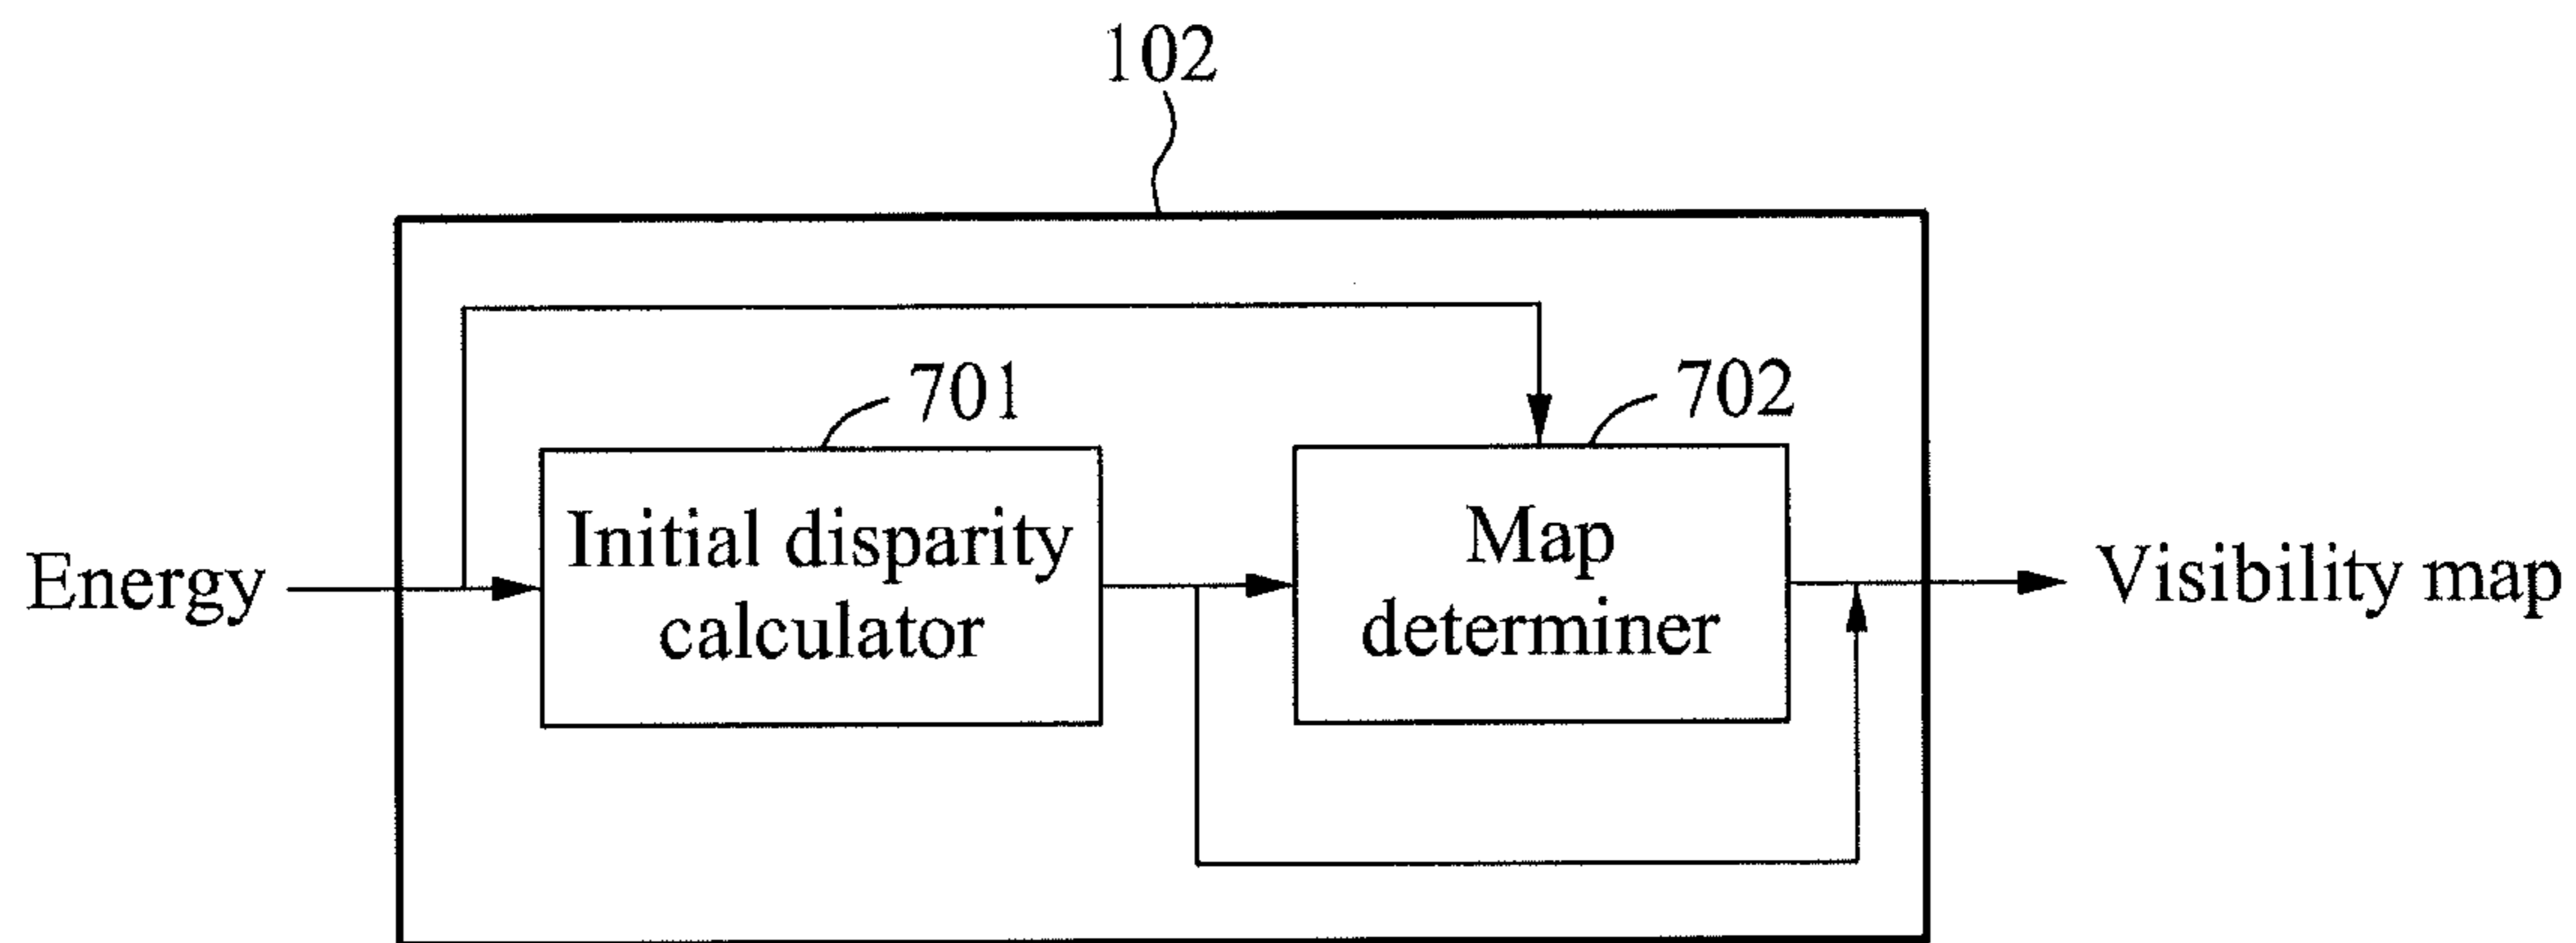 102
701
702
Energy
Initial disparity
calculator
Map
determiner
Visibility map